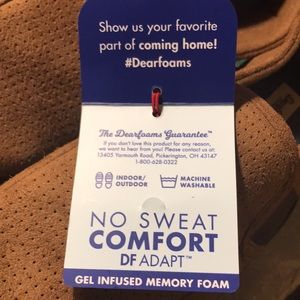 Show us your favorite
part of coming home!
#Dearfoams
The Dearfoams Guarantee™
If you don't love this product for any reason,
we want to hear from you! Please contact us at:
13405 Yarmouth Road, Pickerington, OH 43147
1-800-628-0322
INDOOR/
OUTDOOR
MACHINE
WASHABLE
NO SWEAT
COMFORT
DF ADAPT™
GEL INFUSED MEMORY FOAM